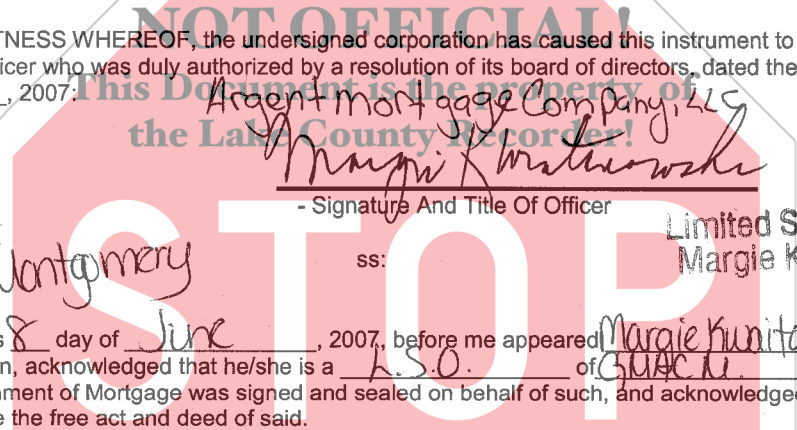 NOT OFFICIAL!
TNESS WHEREOF, the undersigned corporation has caused this instrument to
icer who was duly authorized by a resolution of its board of directors, dated the
_, 2007.
This Document is the property of
Argent Mortgage Company, LLC
the Lake County Recorder!
- Signature And Title Of Officer
Limited S
Margie K
Montgomery
ss:
STOP
s 8 day of June, 2007, before me appeared Margie Kunita
n, acknowledged that he/she is a L.S.O. of GMAC M.
nment of Mortgage was signed and sealed on behalf of such, and acknowledged
e the free act and deed of said.